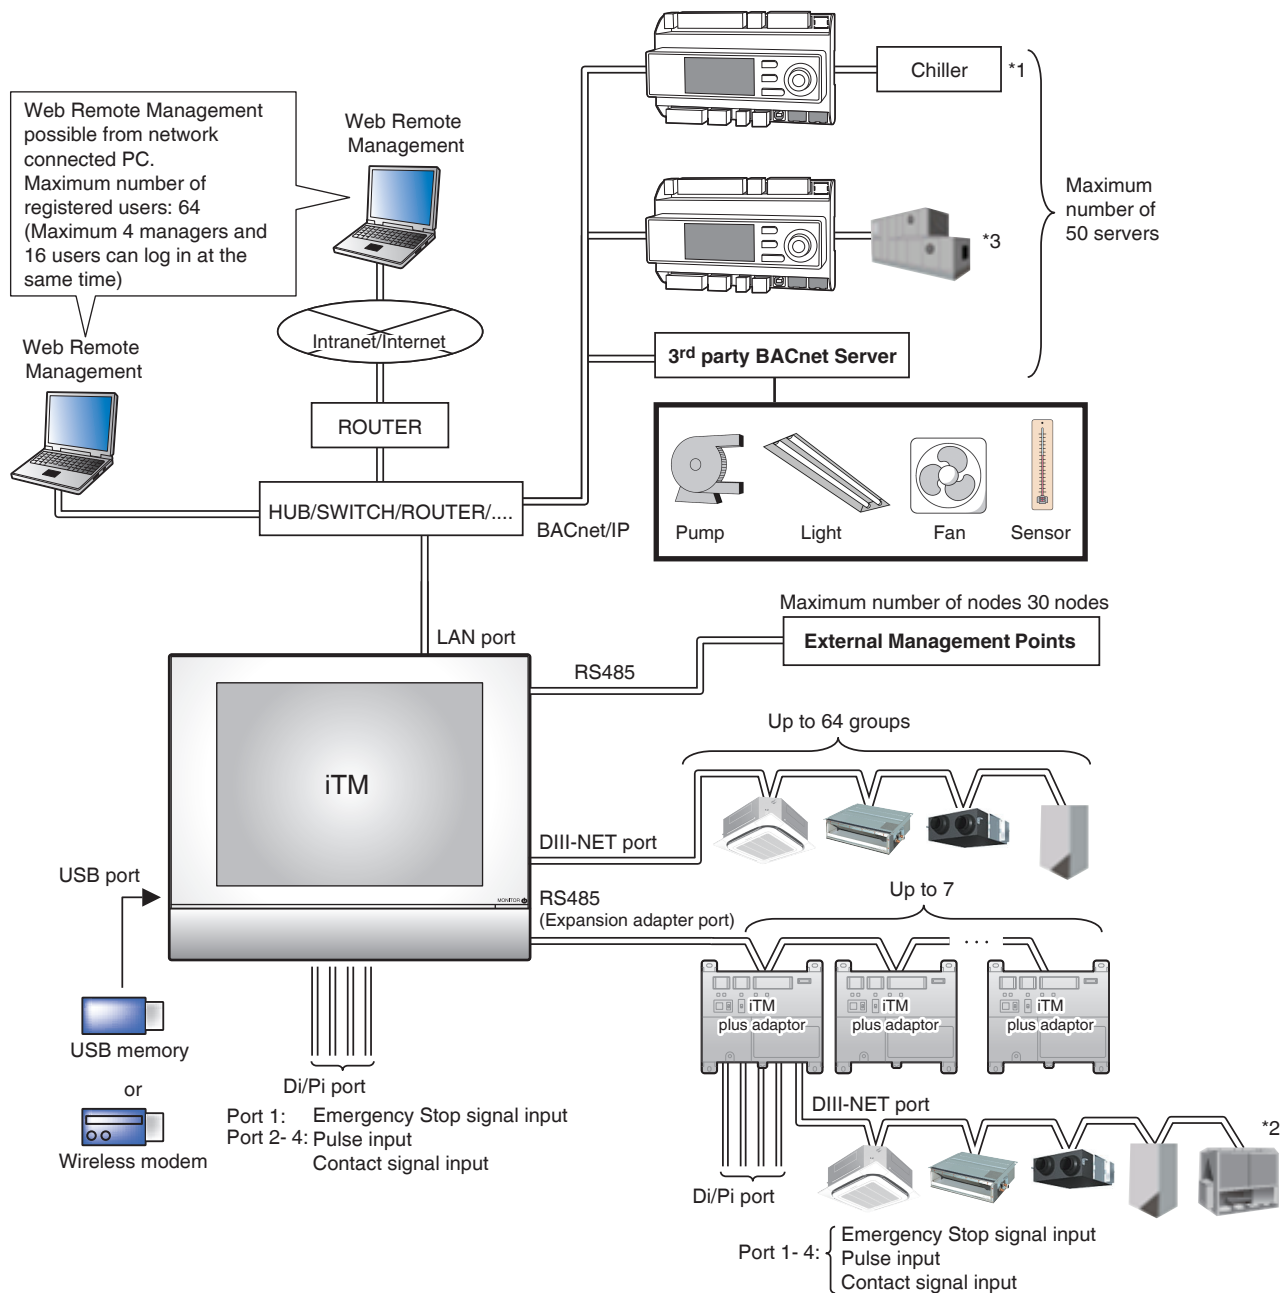 Web Remote Management
possible from network
connected PC.
Maximum number of
registered users: 64
(Maximum 4 managers and
16 users can log in at the
same time)
Web Remote
Management
Web Remote
Management
Intranet/Internet
ROUTER
HUB/SWITCH/ROUTER/....
BACnet/IP
Chiller
*1
*3
Maximum
number of
50 servers
3rd party BACnet Server
Pump
Light
Fan
Sensor
LAN port
Maximum number of nodes 30 nodes
External Management Points
RS485
iTM
MONITOR
Up to 64 groups
DIII-NET port
USB port
RS485
(Expansion adapter port)
Up to 7
...
iTM
plus adaptor
iTM
plus adaptor
iTM
plus adaptor
USB memory
or
Wireless modem
Di/Pi port
Port 1: Emergency Stop signal input
Port 2- 4: Pulse input
Contact signal input
DIII-NET port
*2
Di/Pi port
Port 1- 4:
Emergency Stop signal input
Pulse input
Contact signal input